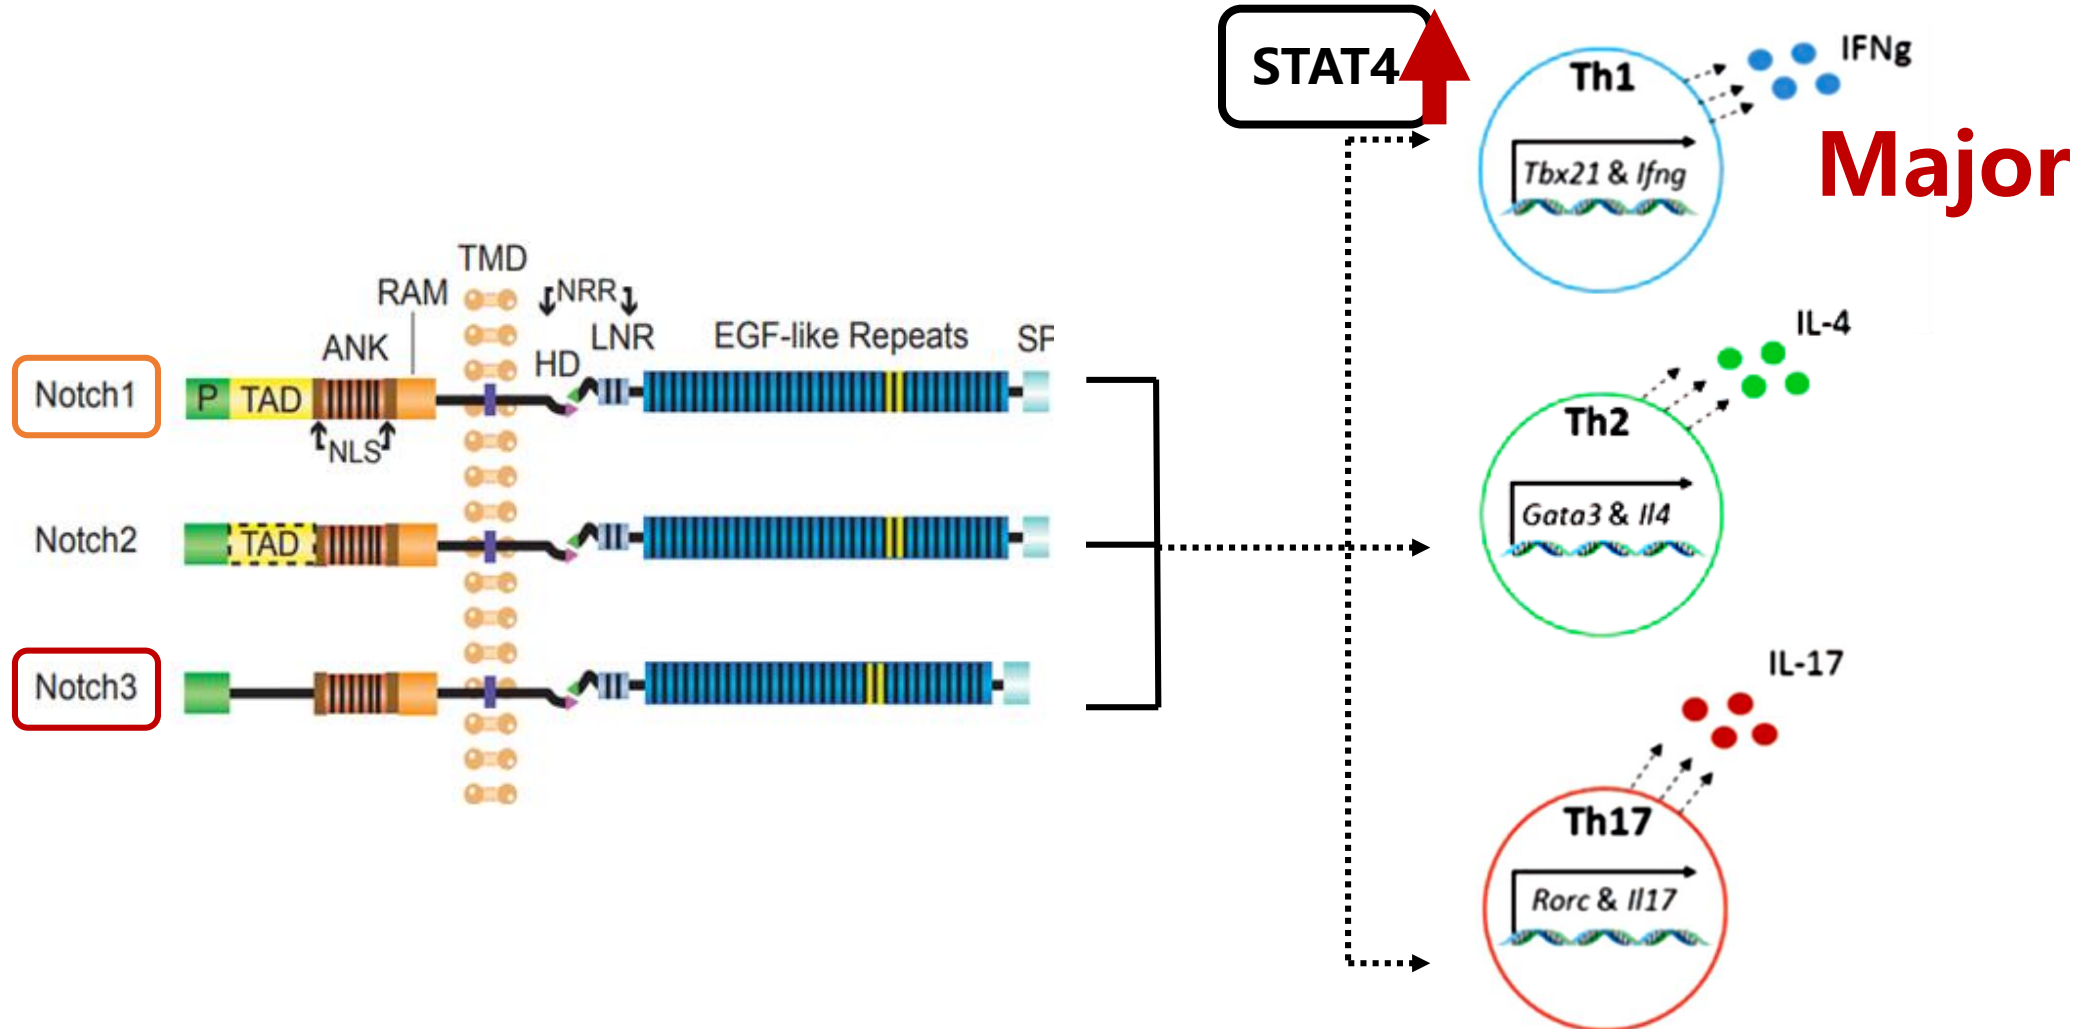 STAT4
Th1
IFNg
Tbx21 & Ifng
Major
TMD
RAM
NRR
ANK
HD
LNR
EGF-like Repeats
SP
Notch1
P
TAD
NLS
Notch2
TAD
Notch3
IL-4
Th2
Gata3 & Il4
IL-17
Th17
Rorc & Il17